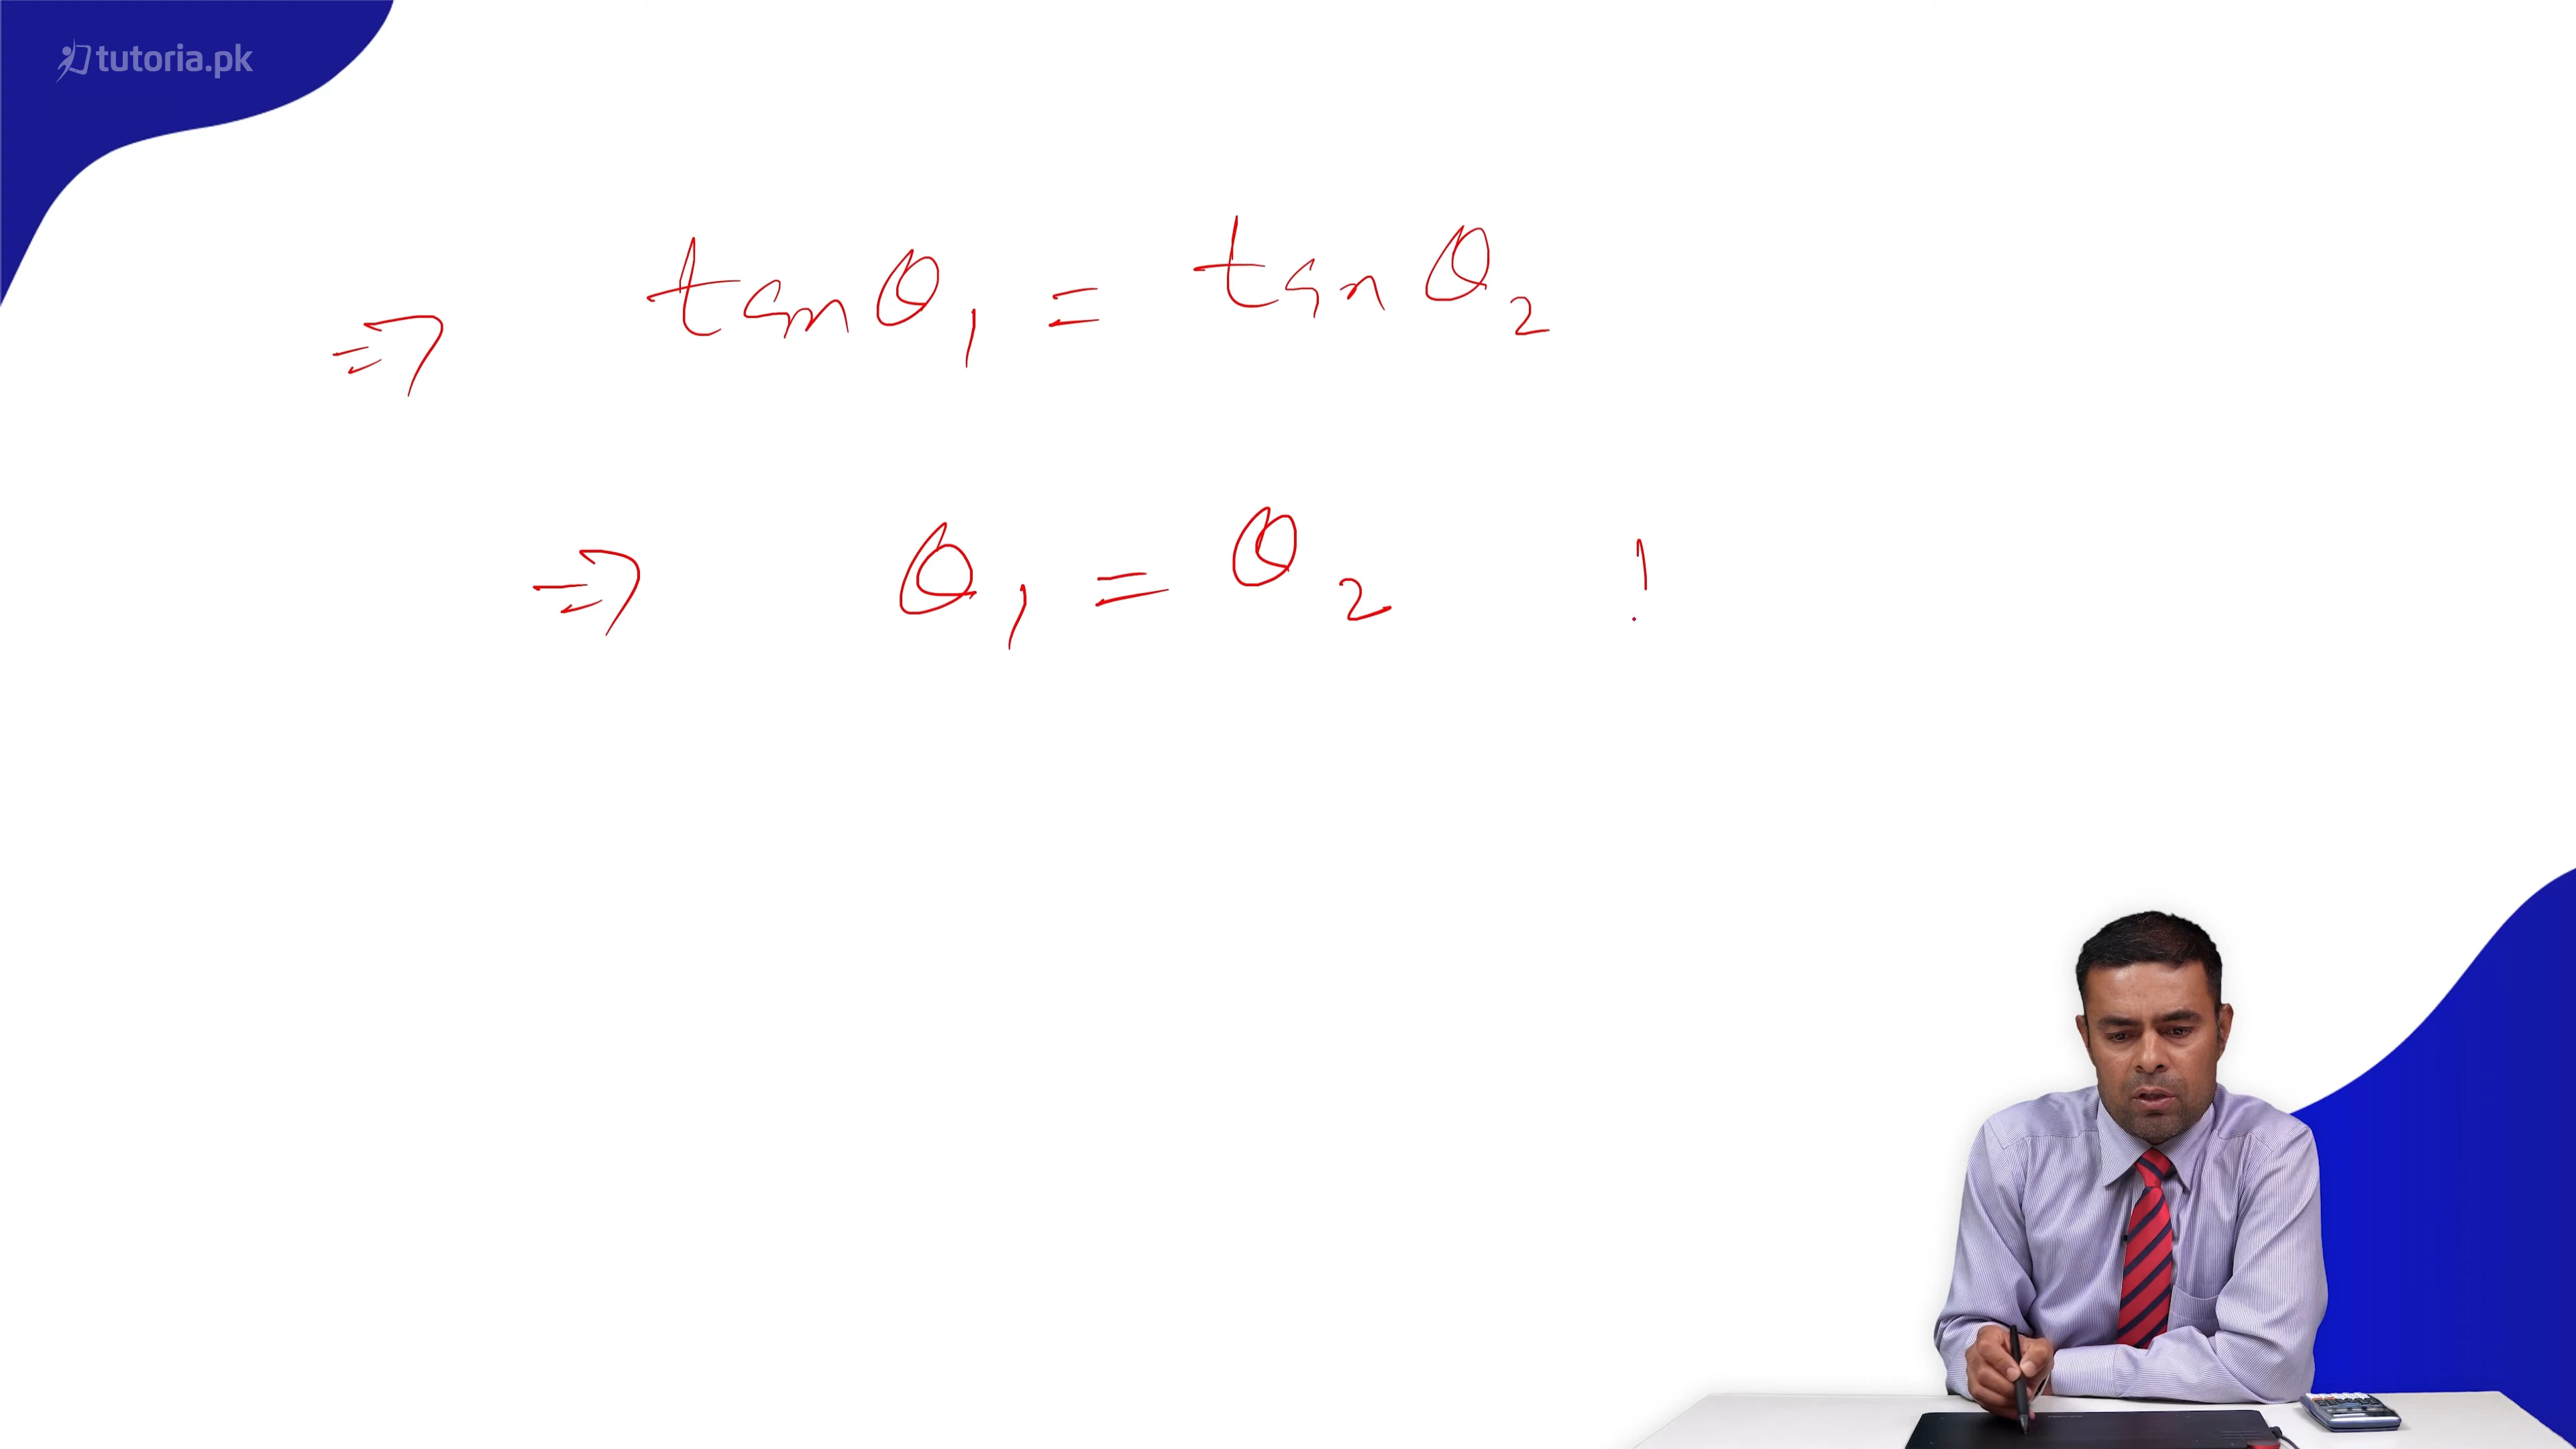 tutoria.pk
⇒ tan θ₁ = tan θ₂
⇒ θ₁ = θ₂ !